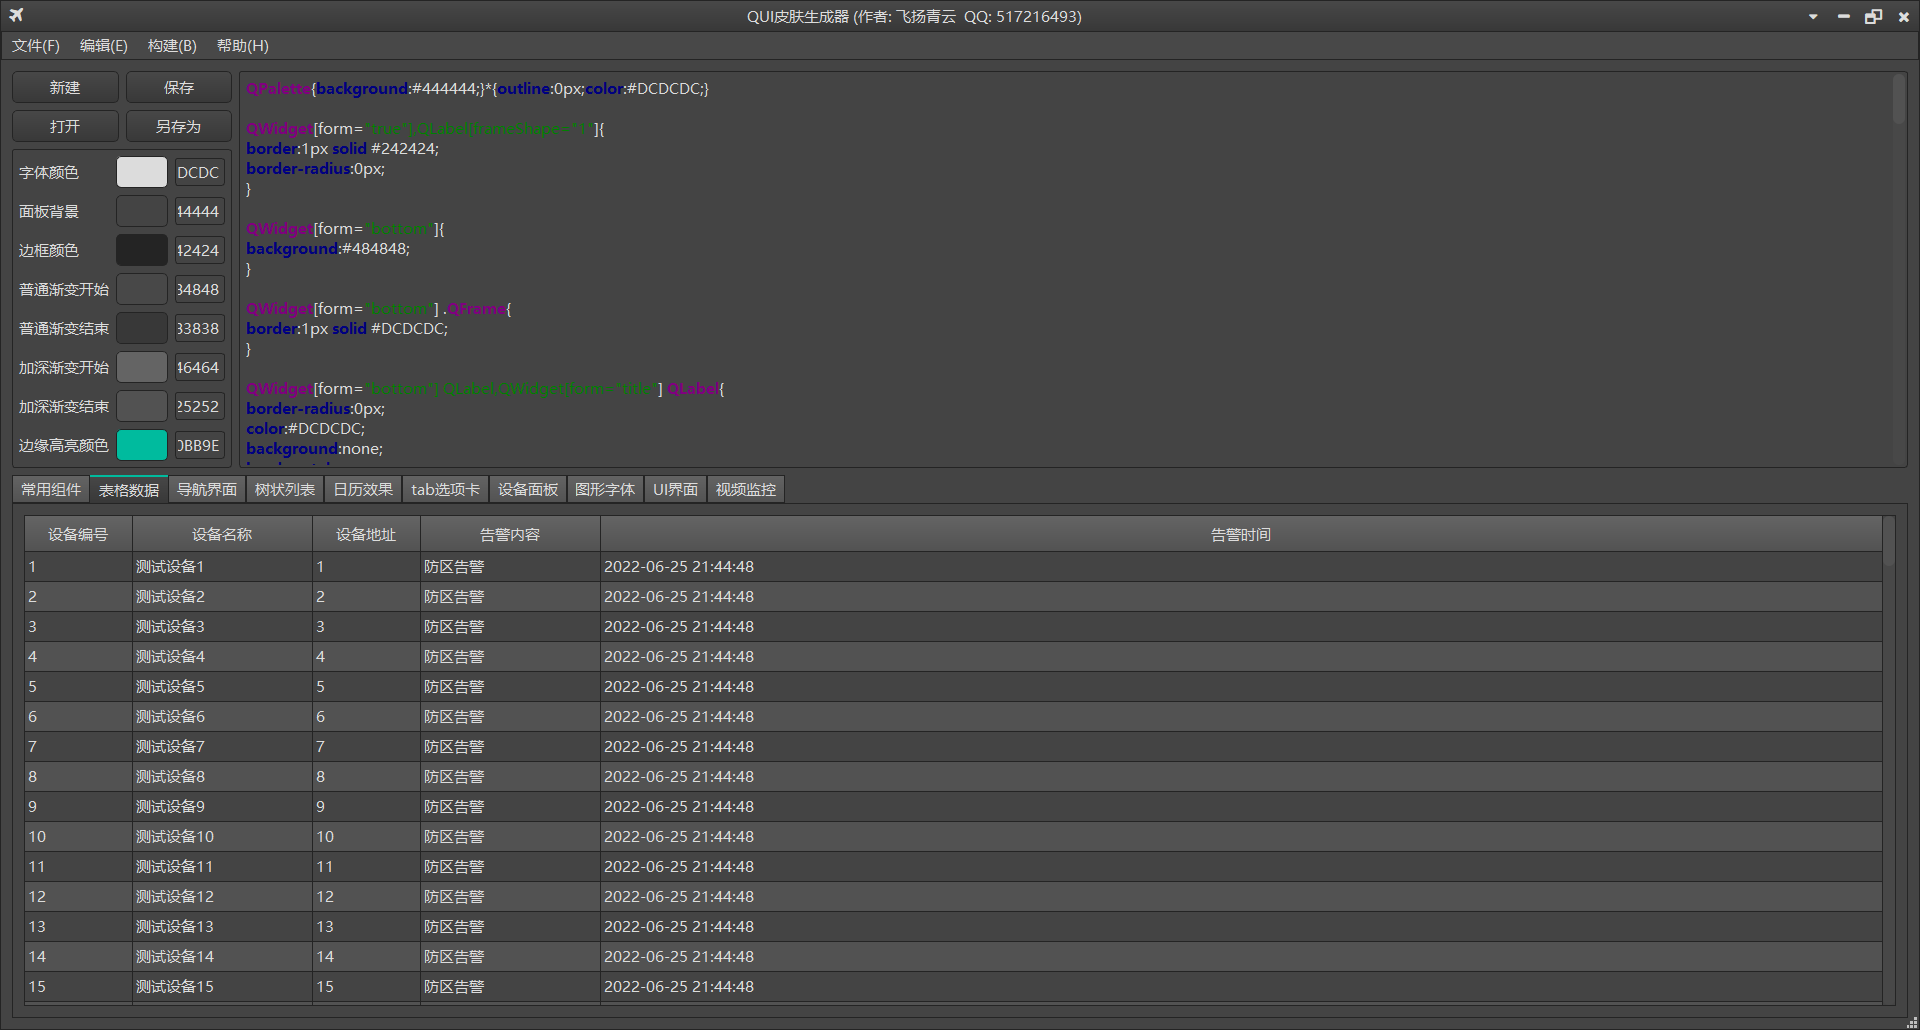 QUI皮肤生成器 (作者: 飞扬青云  QQ: 517216493)
文件(F) 编辑(E) 构建(B) 帮助(H)
新建 保存
打开 另存为
字体颜色 DCDC
面板背景 44444
边框颜色 42424
普通渐变开始 84848
普通渐变结束 83838
加深渐变开始 46464
加深渐变结束 25252
边缘高亮颜色 0BB9E
QPalette{background:#444444;}*{outline:0px;color:#DCDCDC;}
QWidget[form="true"],QLabel[frameShape="1"]{
border:1px solid #242424;
border-radius:0px;
}
QWidget[form="bottom"]{
background:#484848;
}
QWidget[form="bottom"] .QFrame{
border:1px solid #DCDCDC;
}
QWidget[form="bottom"] QLabel,QWidget[form="title"] QLabel{
border-radius:0px;
color:#DCDCDC;
background:none;
常用组件 表格数据 导航界面 树状列表 日历效果 tab选项卡 设备面板 图形字体 UI界面 视频监控
设备编号 设备名称 设备地址 告警内容 告警时间
1 测试设备1 1 防区告警 2022-06-25 21:44:48
2 测试设备2 2 防区告警 2022-06-25 21:44:48
3 测试设备3 3 防区告警 2022-06-25 21:44:48
4 测试设备4 4 防区告警 2022-06-25 21:44:48
5 测试设备5 5 防区告警 2022-06-25 21:44:48
6 测试设备6 6 防区告警 2022-06-25 21:44:48
7 测试设备7 7 防区告警 2022-06-25 21:44:48
8 测试设备8 8 防区告警 2022-06-25 21:44:48
9 测试设备9 9 防区告警 2022-06-25 21:44:48
10 测试设备10 10 防区告警 2022-06-25 21:44:48
11 测试设备11 11 防区告警 2022-06-25 21:44:48
12 测试设备12 12 防区告警 2022-06-25 21:44:48
13 测试设备13 13 防区告警 2022-06-25 21:44:48
14 测试设备14 14 防区告警 2022-06-25 21:44:48
15 测试设备15 15 防区告警 2022-06-25 21:44:48